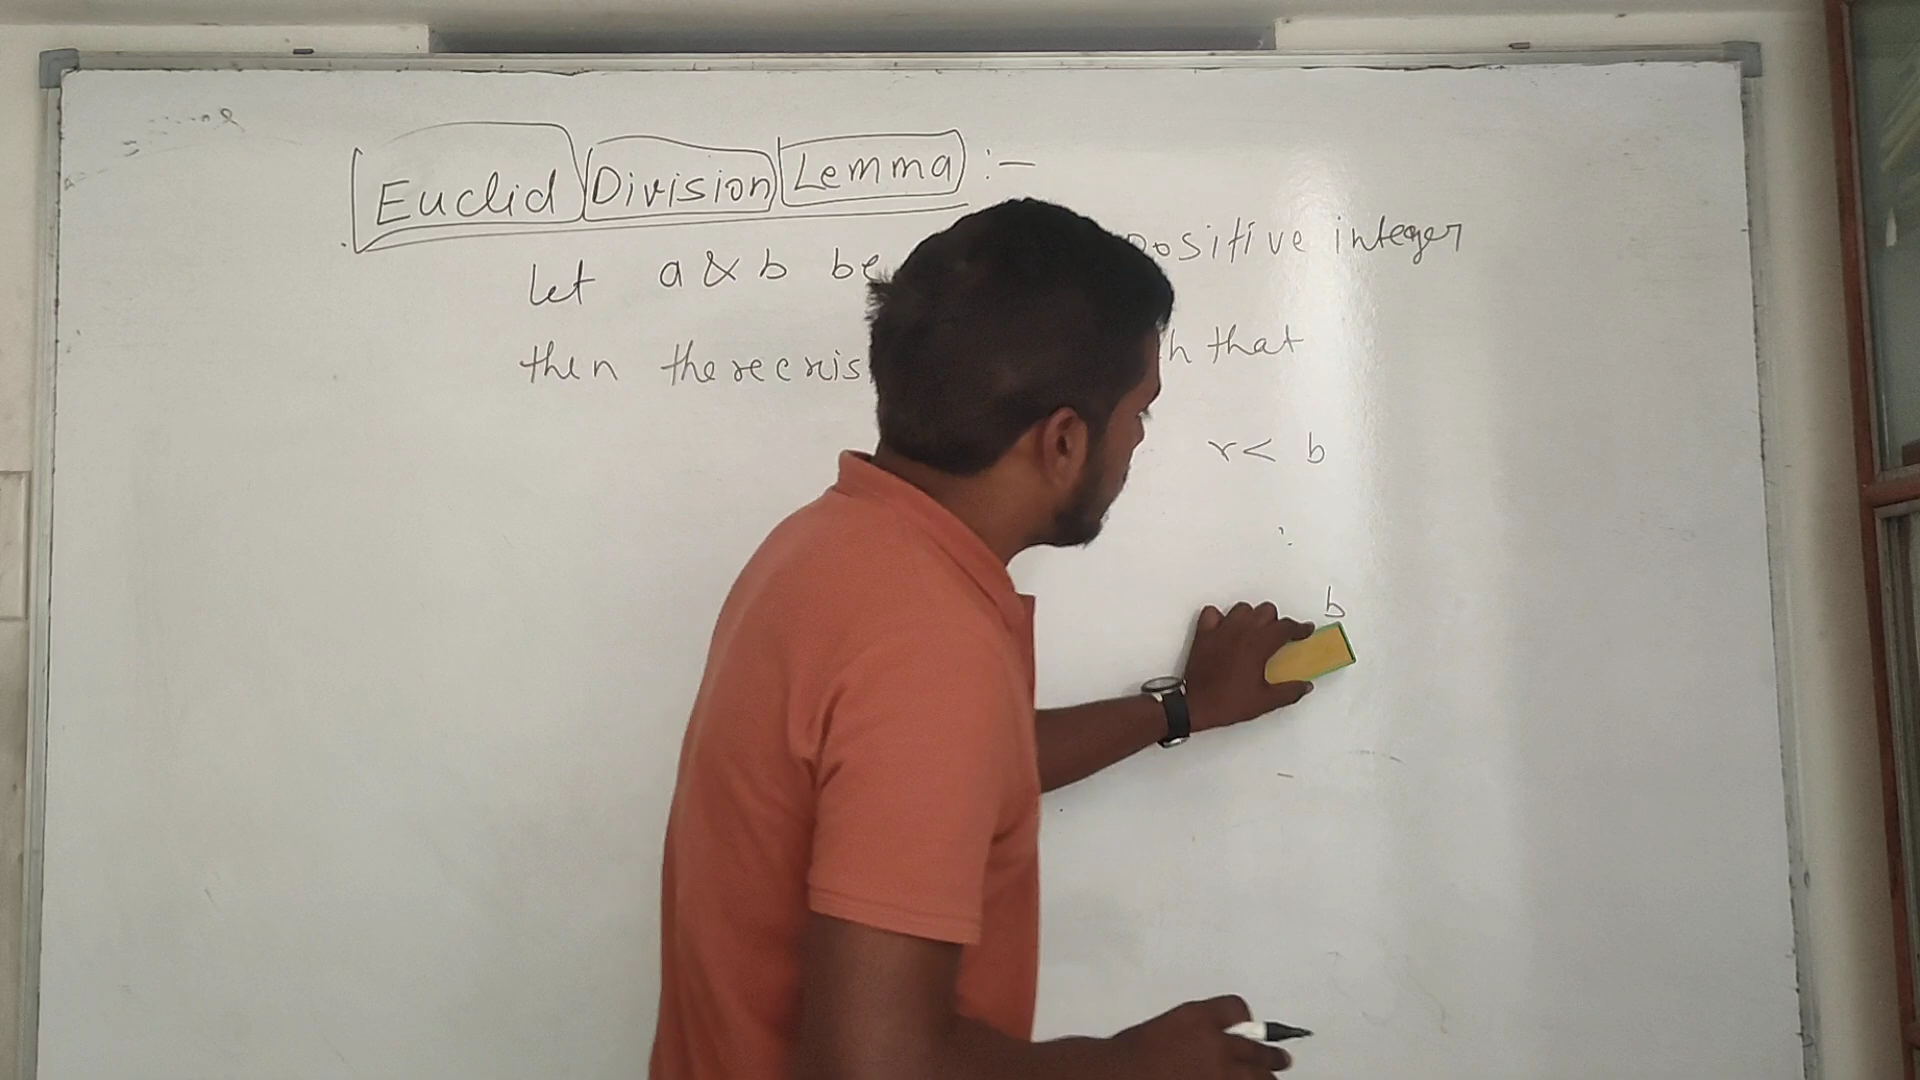 Euclid Division Lemma :-
Let a & b be positive integer
then there exis that
r < b
b